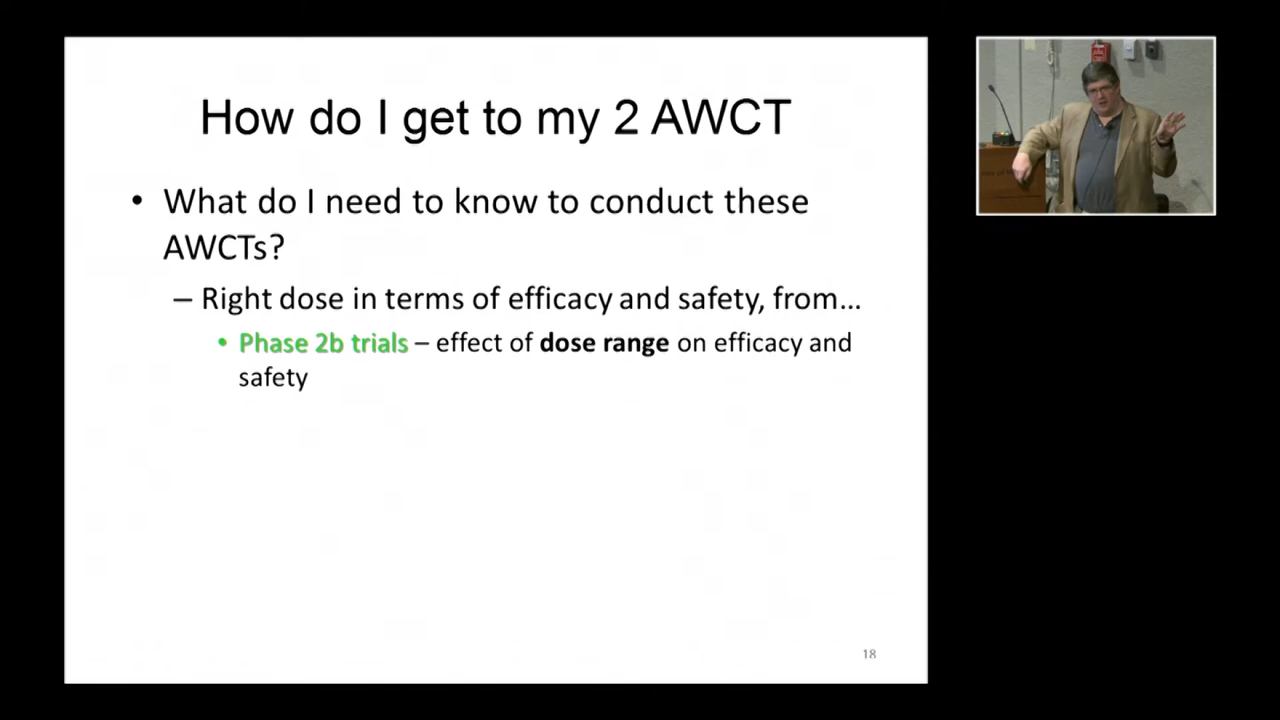 How do I get to my 2 AWCT
• What do I need to know to conduct these
AWCTs?
– Right dose in terms of efficacy and safety, from…
• Phase 2b trials – effect of dose range on efficacy and
safety
18